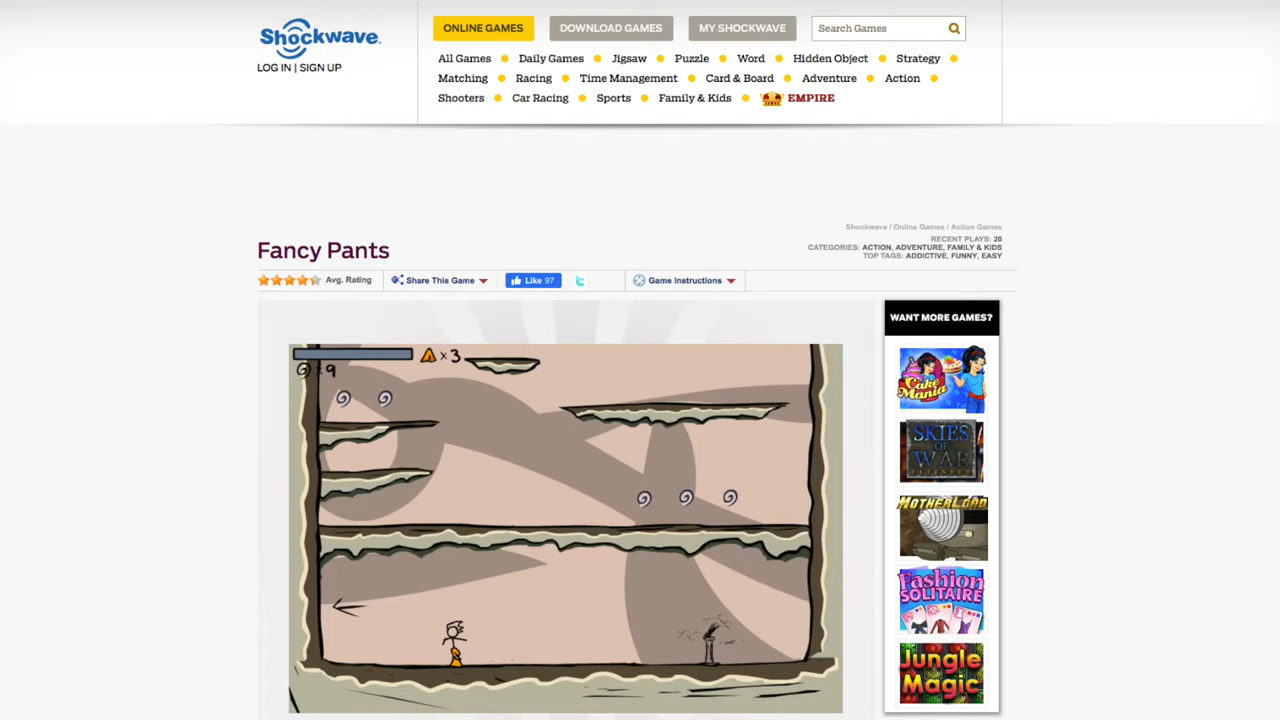 Shockwave.
LOG IN | SIGN UP
ONLINE GAMES
DOWNLOAD GAMES
MY SHOCKWAVE
Search Games
All Games
Daily Games
Jigsaw
Puzzle
Word
Hidden Object
Strategy
Matching
Racing
Time Management
Card & Board
Adventure
Action
Shooters
Car Racing
Sports
Family & Kids
EMPIRE
Shockwave / Online Games / Action Games
RECENT PLAYS: 20
CATEGORIES: ACTION, ADVENTURE, FAMILY & KIDS
TOP TAGS: ADDICTIVE, FUNNY, EASY
Fancy Pants
Avg. Rating
Share This Game
Like 97
Game Instructions
x 3
x 9
WANT MORE GAMES?
Cake
Mania
SKIES
OF
WAR
EXTENDED
MOTHERLOAD
Fashion
SOLITAIRE
Jungle
Magic